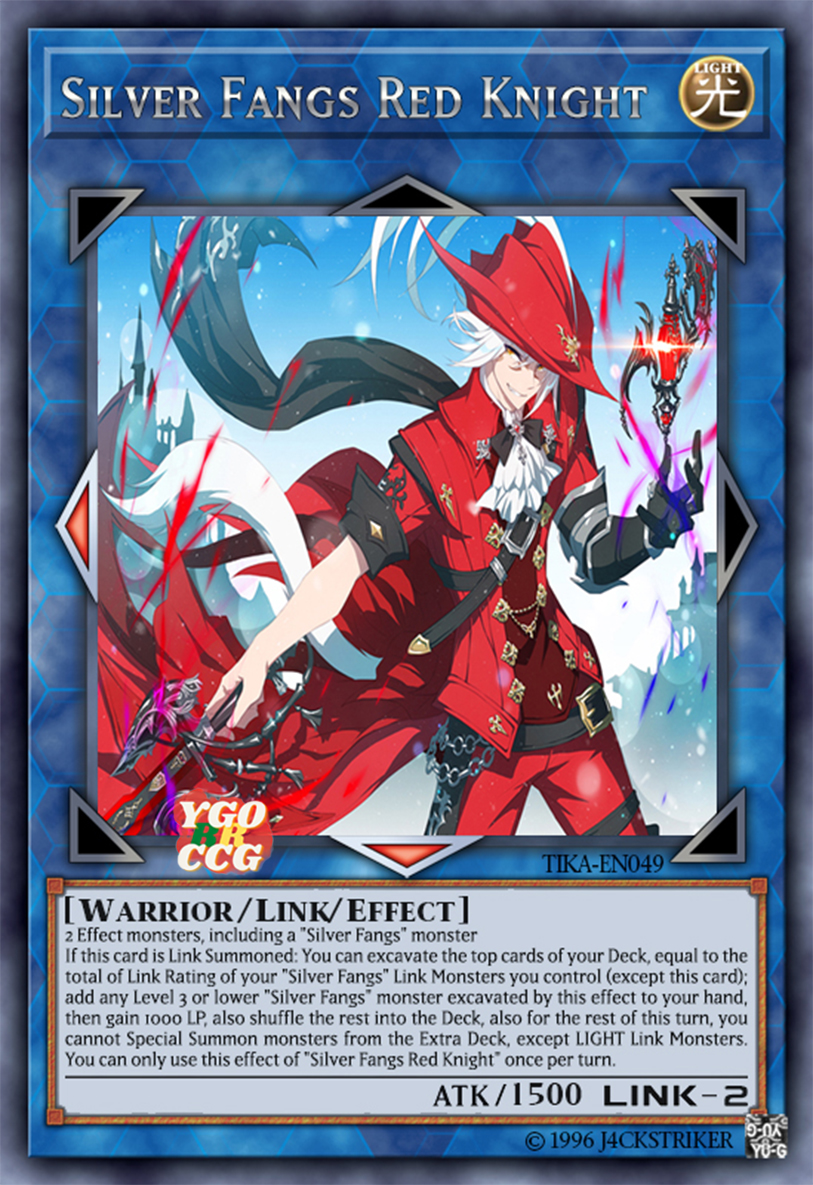 Silver Fangs Red Knight
LIGHT
光
YGO
BR
CCG
TIKA-EN049
[Warrior/Link/Effect]
2 Effect monsters, including a "Silver Fangs" monster
If this card is Link Summoned: You can excavate the top cards of your Deck, equal to the
total of Link Rating of your "Silver Fangs" Link Monsters you control (except this card);
add any Level 3 or lower "Silver Fangs" monster excavated by this effect to your hand,
then gain 1000 LP, also shuffle the rest into the Deck, also for the rest of this turn, you
cannot Special Summon monsters from the Extra Deck, except LIGHT Link Monsters.
You can only use this effect of "Silver Fangs Red Knight" once per turn.
ATK/1500 LINK-2
© 1996 J4CKSTRIKER
YU-G
YU-G